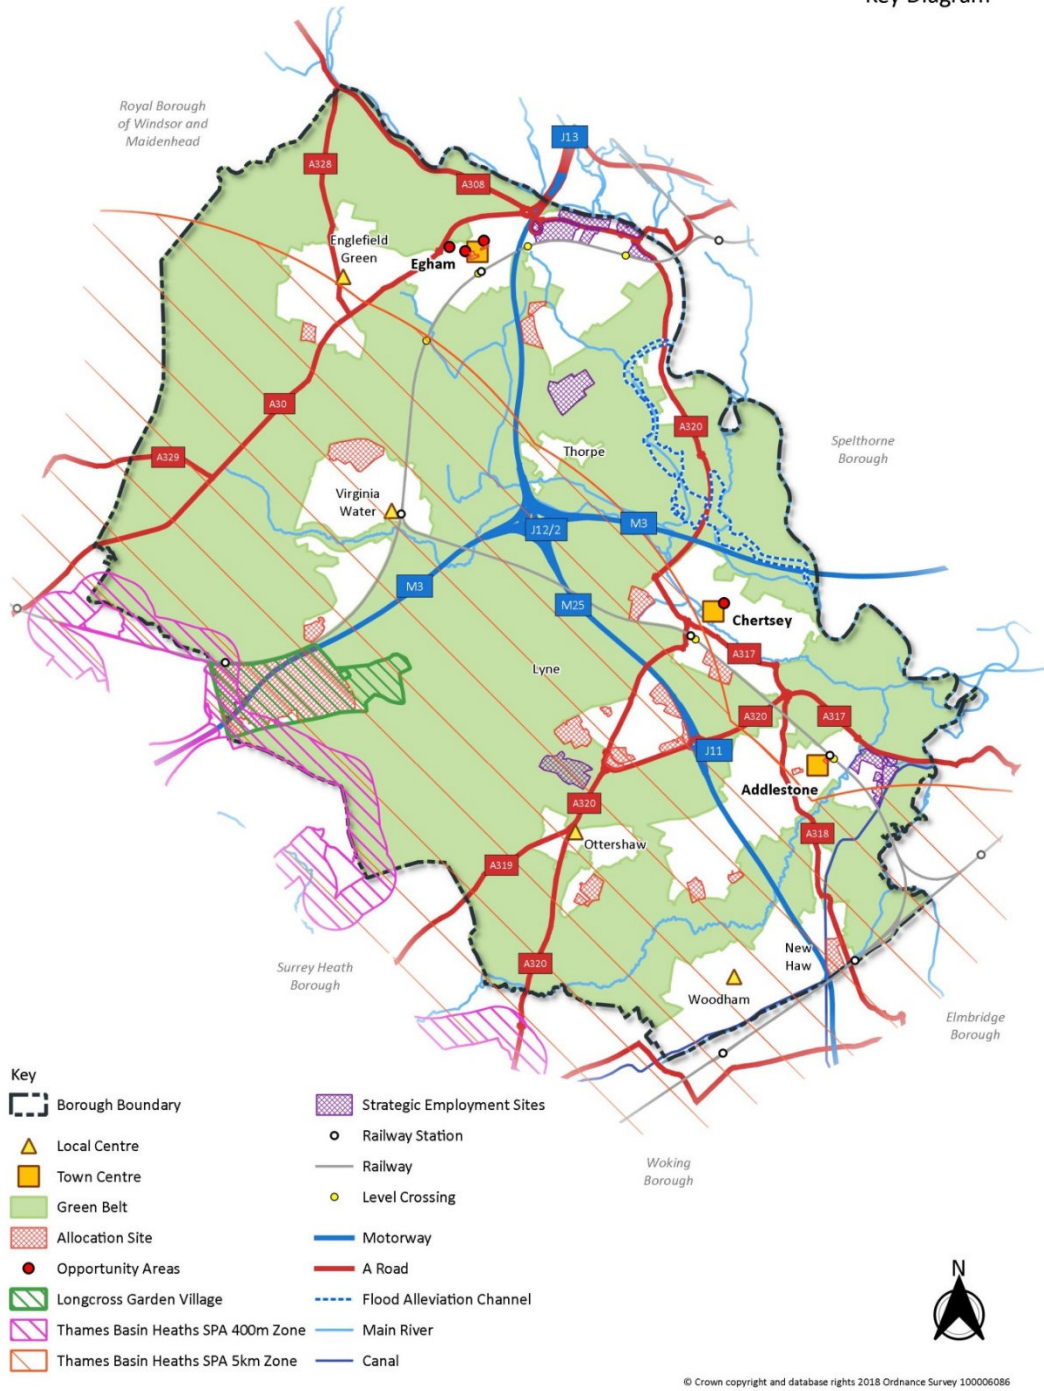 Key Diagram
Royal Borough
of Windsor and
Maidenhead
J13
A328
A308
Englefield
Green
Egham
A30
A320
A329
Thorpe
Spelthorne
Borough
Virginia
Water
J12/2
M3
M3
M25
Chertsey
A317
Lyne
A320
A317
J11
Addlestone
A320
A318
Ottershaw
A319
New
Haw
A320
Woodham
Surrey Heath
Borough
Elmbridge
Borough
Woking
Borough
Key
Borough Boundary
Local Centre
Town Centre
Green Belt
Allocation Site
Opportunity Areas
Longcross Garden Village
Thames Basin Heaths SPA 400m Zone
Thames Basin Heaths SPA 5km Zone
Strategic Employment Sites
Railway Station
Railway
Level Crossing
Motorway
A Road
Flood Alleviation Channel
Main River
Canal
N
© Crown copyright and database rights 2018 Ordnance Survey 100006086